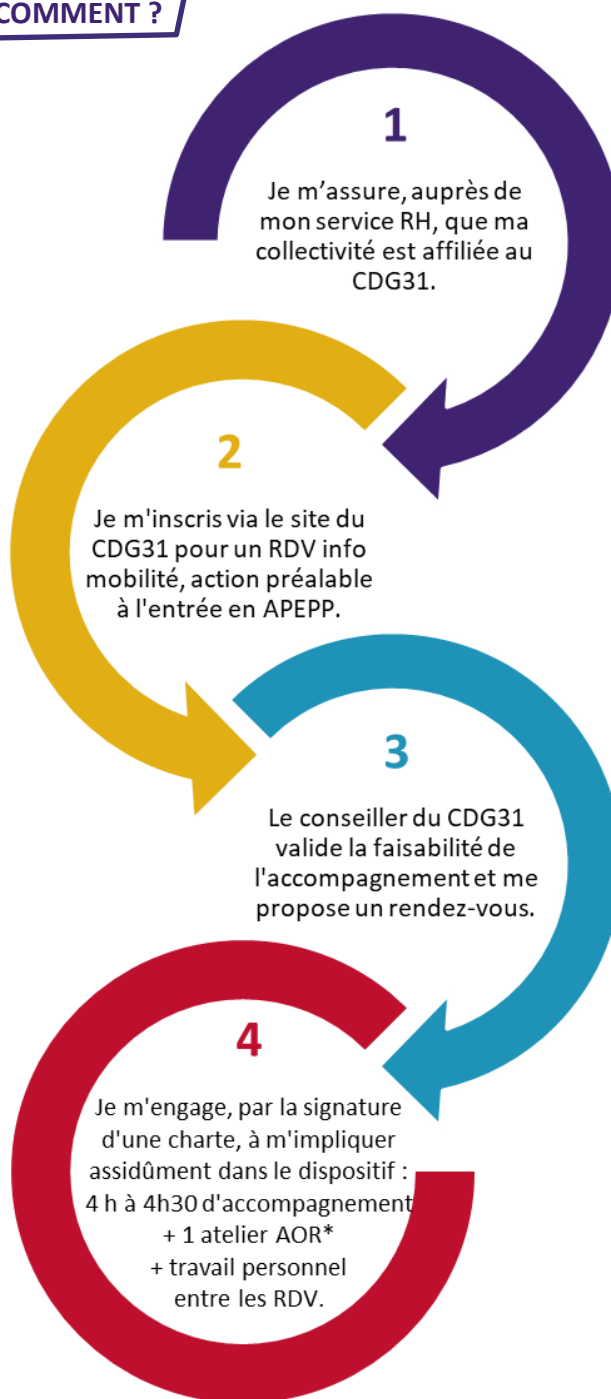 COMMENT ?
1
Je m’assure, auprès de
mon service RH, que ma
collectivité est affiliée au
CDG31.
2
Je m'inscris via le site du
CDG31 pour un RDV info
mobilité, action préalable
à l'entrée en APEPP.
3
Le conseiller du CDG31
valide la faisabilité de
l'accompagnement et me
propose un rendez-vous.
4
Je m'engage, par la signature
d'une charte, à m'impliquer
assidûment dans le dispositif :
4 h à 4h30 d'accompagnement
+ 1 atelier AOR*
+ travail personnel
entre les RDV.